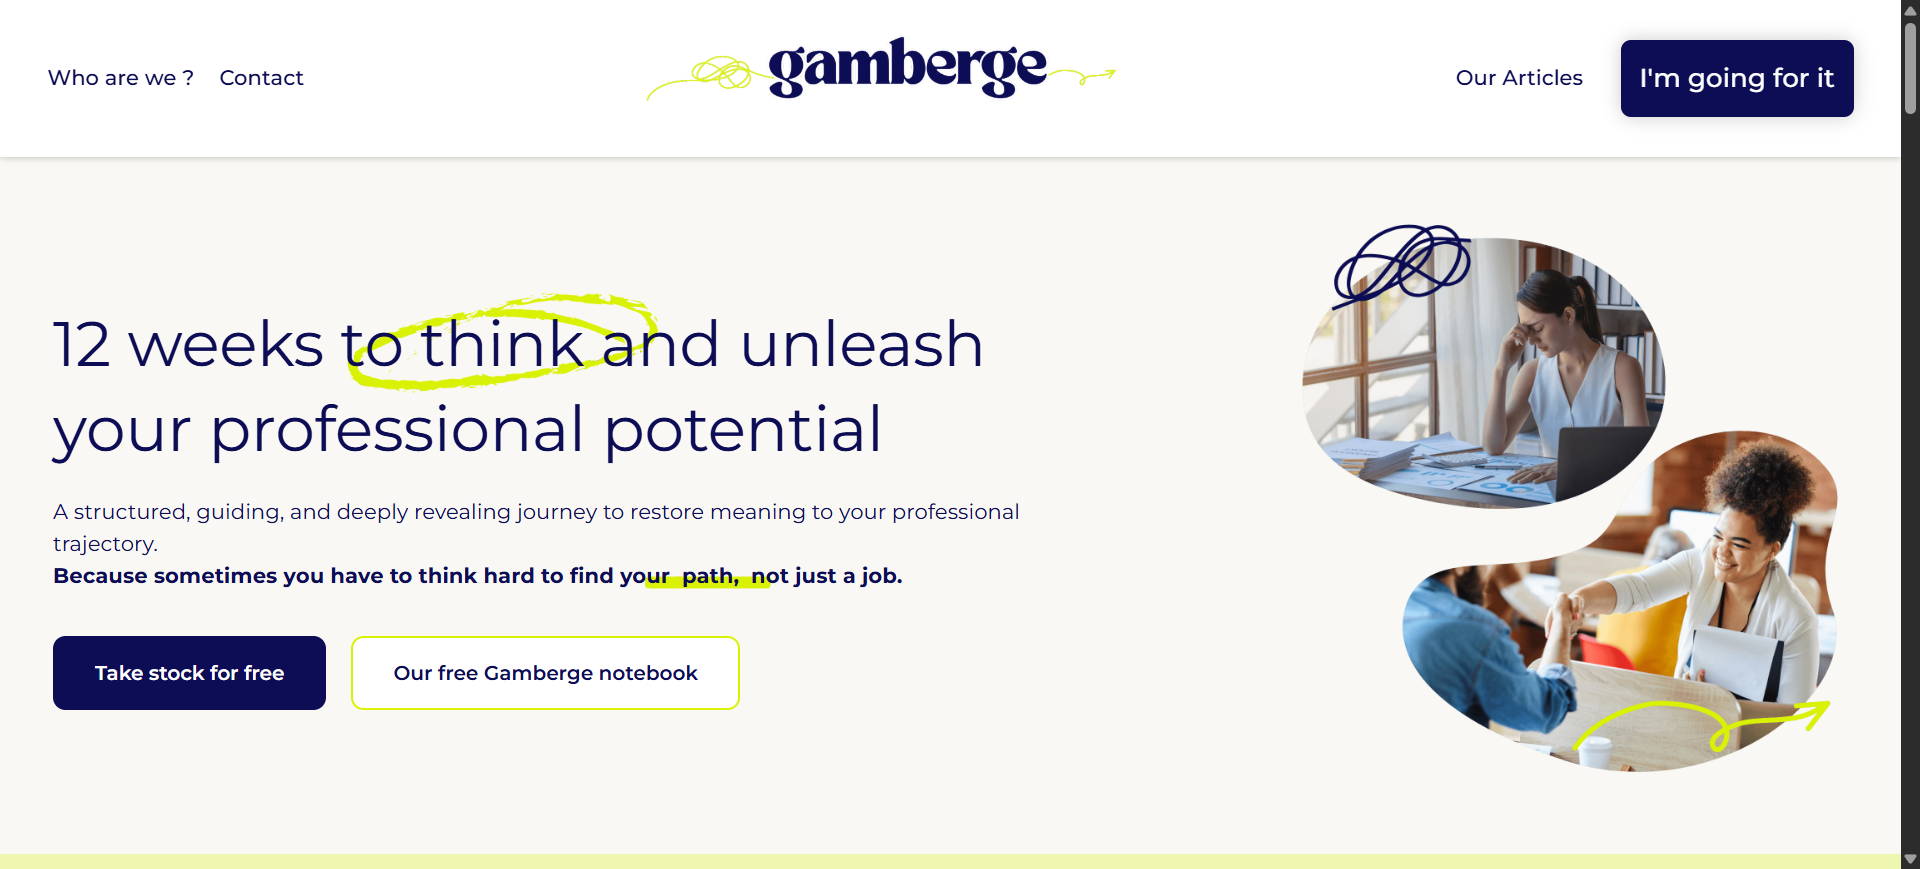 Who are we ? Contact
gamberge
Our Articles
I'm going for it
12 weeks to think and unleash
your professional potential
A structured, guiding, and deeply revealing journey to restore meaning to your professional
trajectory.
Because sometimes you have to think hard to find your path, not just a job.
Take stock for free
Our free Gamberge notebook